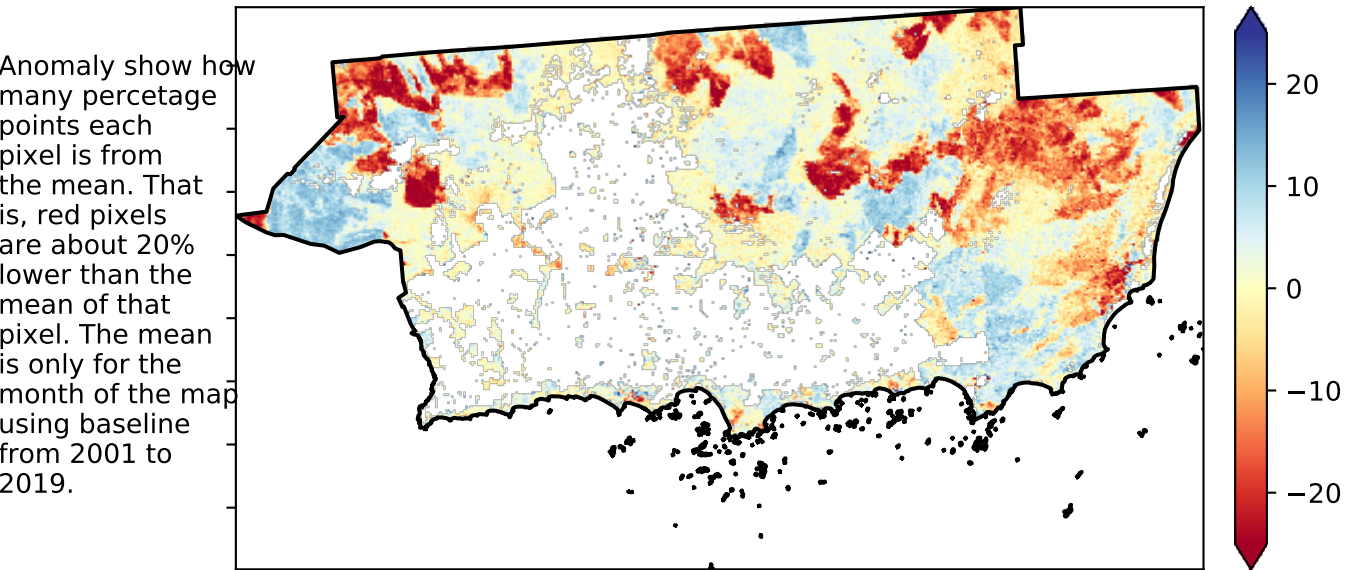 Anomaly show how
many percetage
points each
pixel is from
the mean. That
is, red pixels
are about 20%
lower than the
mean of that
pixel. The mean
is only for the
month of the map
using baseline
from 2001 to
2019.
20
10
0
−10
−20